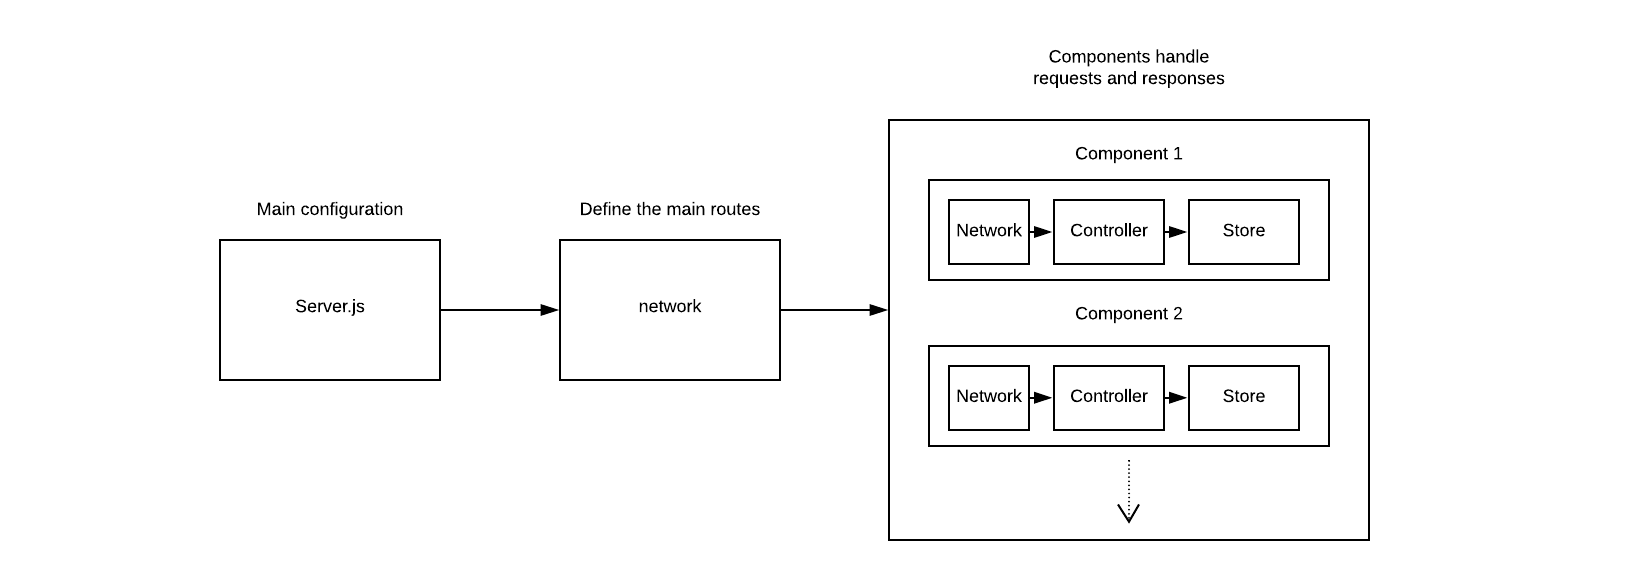 Components handle
requests and responses
Component 1
Main configuration
Define the main routes
Network
Controller
Store
Server.js
network
Component 2
Network
Controller
Store